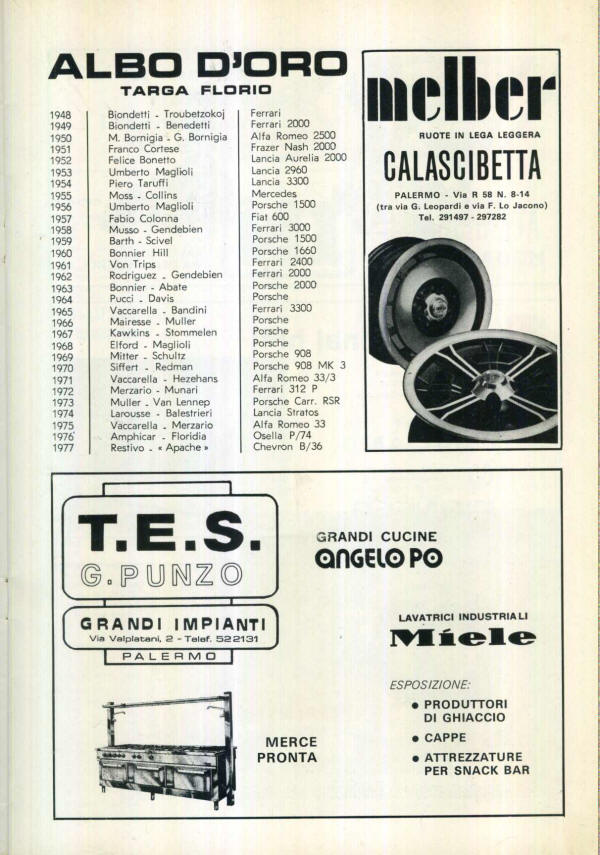 ALBO D'ORO
TARGA FLORIO
1948 Biondetti - Troubetzokoj Ferrari
1949 Biondetti - Benedetti Ferrari 2000
1950 M. Bornigia - G. Bornigia Alfa Romeo 2500
1951 Franco Cortese Frazer Nash 2000
1952 Felice Bonetto Lancia Aurelia 2000
1953 Umberto Maglioli Lancia 2960
1954 Piero Taruffi Lancia 3300
1955 Moss - Collins Mercedes
1956 Umberto Maglioli Porsche 1500
1957 Fabio Colonna Fiat 600
1958 Musso - Gendebien Ferrari 3000
1959 Barth - Scivel Porsche 1500
1960 Bonnier Hill Porsche 1660
1961 Von Trips Ferrari 2400
1962 Rodriguez - Gendebien Ferrari 2000
1963 Bonnier - Abate Porsche 2000
1964 Pucci - Davis Porsche
1965 Vaccarella - Bandini Ferrari 3300
1966 Mairesse - Muller Porsche
1967 Kawkins - Stommelen Porsche
1968 Elford - Maglioli Porsche
1969 Mitter - Schultz Porsche 908
1970 Siffert - Redman Porsche 908 MK 3
1971 Vaccarella - Hezehans Alfa Romeo 33/3
1972 Merzario - Munari Ferrari 312 P
1973 Muller - Van Lennep Porsche Carr. RSR
1974 Larousse - Balestrieri Lancia Stratos
1975 Vaccarella - Merzario Alfa Romeo 33
1976 Amphicar - Floridia Osella P/74
1977 Restivo - « Apache » Chevron B/36
melber
RUOTE IN LEGA LEGGERA
CALASCIBETTA
PALERMO - Via R 58 N. 8-14
(tra via G. Leopardi e via F. Lo Jacono)
Tel. 291497 - 297282
T.E.S.
G. PUNZO
GRANDI IMPIANTI
Via Valplatani, 2 - Telef. 522131
PALERMO
MERCE
PRONTA
GRANDI CUCINE
ANGELO PO
LAVATRICI INDUSTRIALI
Miele
ESPOSIZIONE:
● PRODUTTORI
DI GHIACCIO
● CAPPE
● ATTREZZATURE
PER SNACK BAR